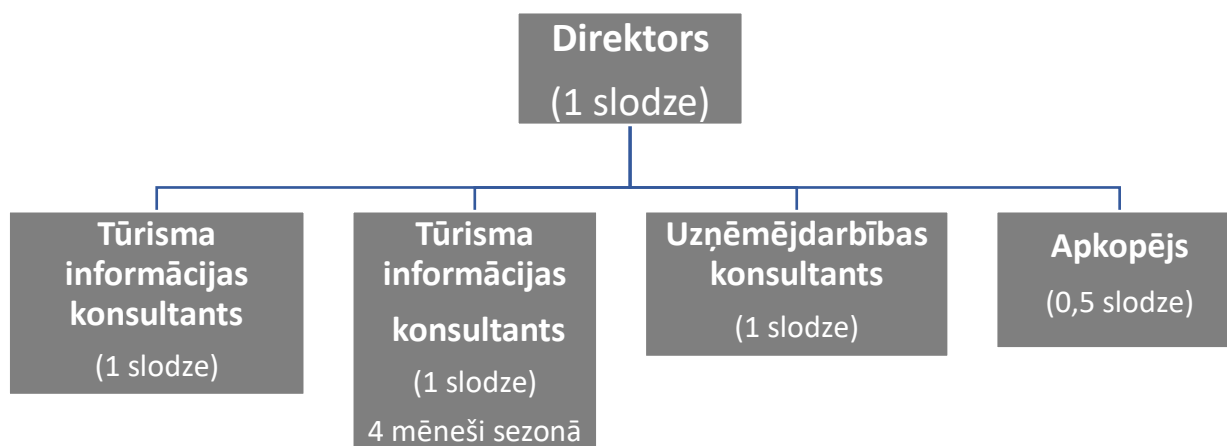 Direktors
(1 slodze)
Tūrisma
informācijas
konsultants
(1 slodze)
Tūrisma
informācijas
konsultants
(1 slodze)
4 mēneši sezonā
Uzņēmējdarbības
konsultants
(1 slodze)
Apkopējs
(0,5 slodze)